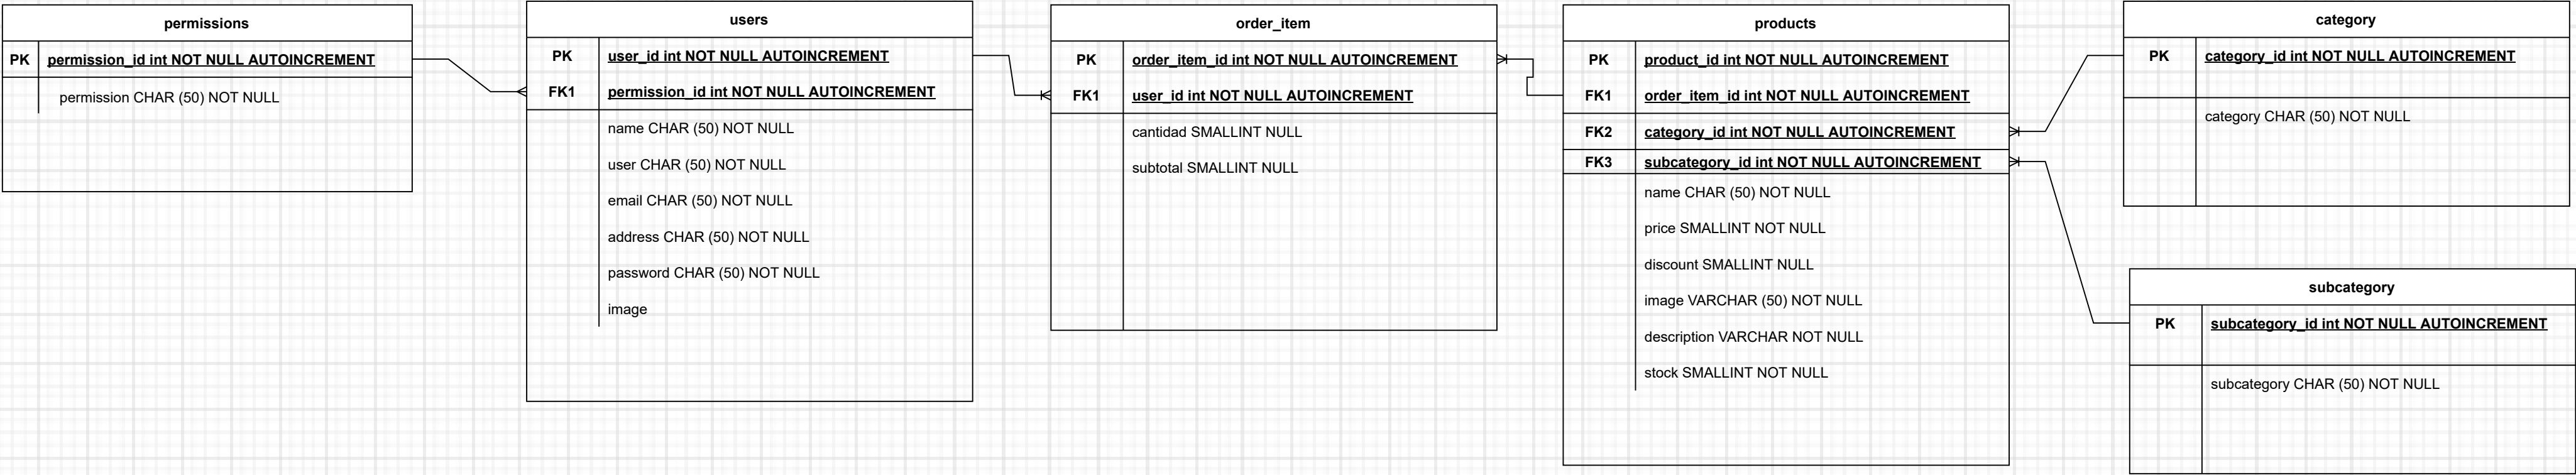 permissions
PK permission_id int NOT NULL AUTOINCREMENT
permission CHAR (50) NOT NULL
users
PK user_id int NOT NULL AUTOINCREMENT
FK1 permission_id int NOT NULL AUTOINCREMENT
name CHAR (50) NOT NULL
user CHAR (50) NOT NULL
email CHAR (50) NOT NULL
address CHAR (50) NOT NULL
password CHAR (50) NOT NULL
image
order_item
PK order_item_id int NOT NULL AUTOINCREMENT
FK1 user_id int NOT NULL AUTOINCREMENT
cantidad SMALLINT NULL
subtotal SMALLINT NULL
products
PK product_id int NOT NULL AUTOINCREMENT
FK1 order_item_id int NOT NULL AUTOINCREMENT
FK2 category_id int NOT NULL AUTOINCREMENT
FK3 subcategory_id int NOT NULL AUTOINCREMENT
name CHAR (50) NOT NULL
price SMALLINT NOT NULL
discount SMALLINT NULL
image VARCHAR (50) NOT NULL
description VARCHAR NOT NULL
stock SMALLINT NOT NULL
category
PK category_id int NOT NULL AUTOINCREMENT
category CHAR (50) NOT NULL
subcategory
PK subcategory_id int NOT NULL AUTOINCREMENT
subcategory CHAR (50) NOT NULL